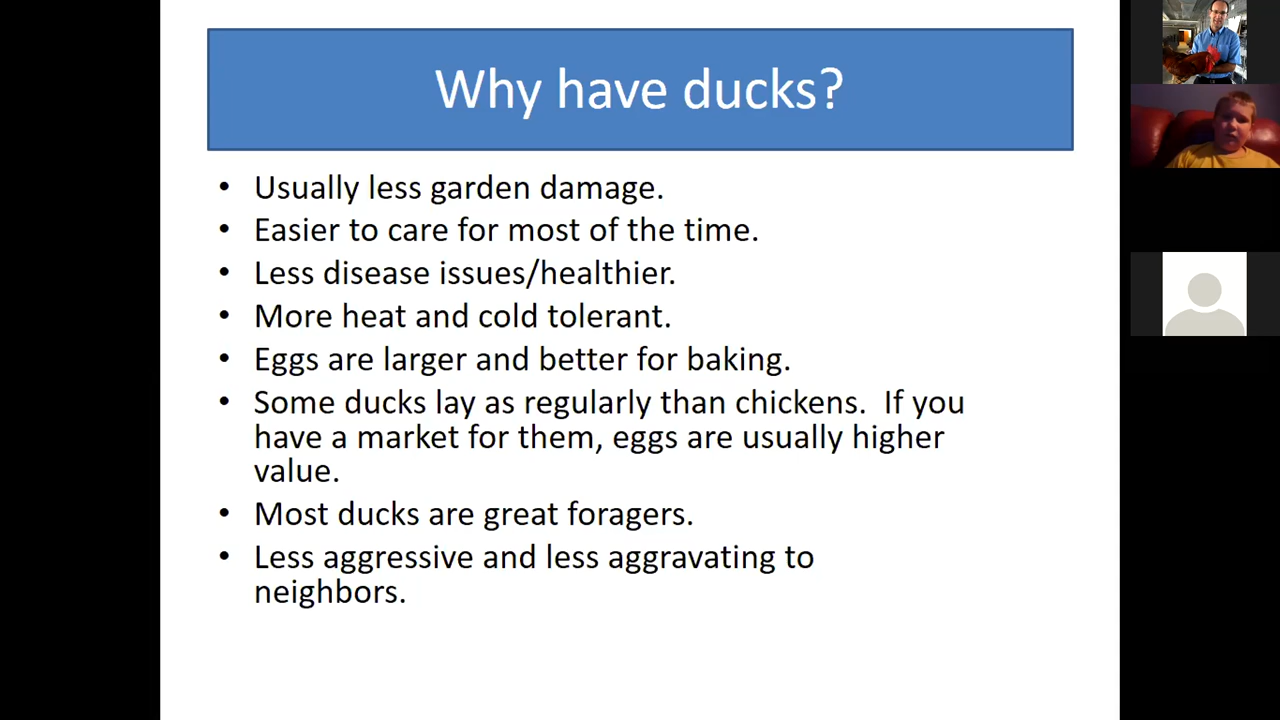 Why have ducks?
• Usually less garden damage.
• Easier to care for most of the time.
• Less disease issues/healthier.
• More heat and cold tolerant.
• Eggs are larger and better for baking.
• Some ducks lay as regularly than chickens. If you
have a market for them, eggs are usually higher
value.
• Most ducks are great foragers.
• Less aggressive and less aggravating to
neighbors.